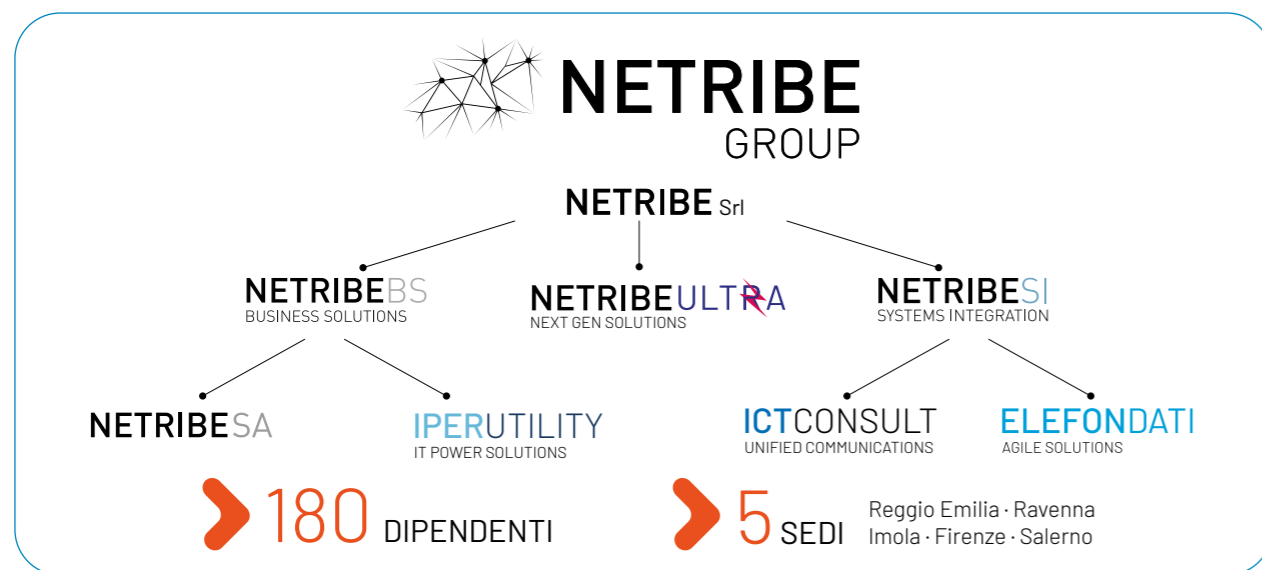 NETRIBE
GROUP
NETRIBE Srl
NETRIBEBS
BUSINESS SOLUTIONS
NETRIBEULTRA
NEXT GEN SOLUTIONS
NETRIBESI
SYSTEMS INTEGRATION
NETRIBESA
IPERUTILITY
IT POWER SOLUTIONS
ICTCONSULT
UNIFIED COMMUNICATIONS
ELEFONDATI
AGILE SOLUTIONS
180 DIPENDENTI
5 SEDI
Reggio Emilia · Ravenna
Imola · Firenze · Salerno